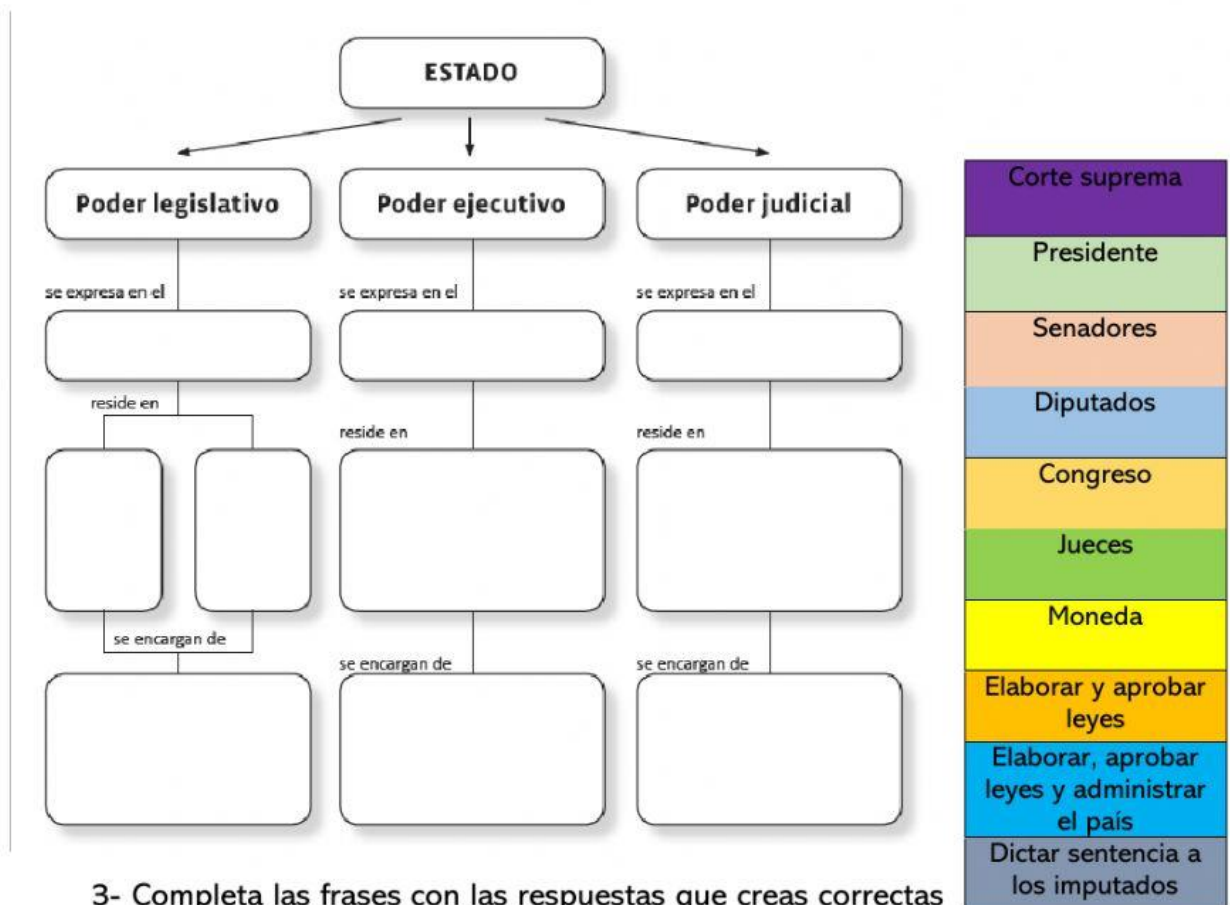 ESTADO
Poder legislativo
Poder ejecutivo
Poder judicial
se expresa en el
se expresa en el
se expresa en el
reside en
reside en
reside en
se encargan de
se encargan de
se encargan de
Corte suprema
Presidente
Senadores
Diputados
Congreso
Jueces
Moneda
Elaborar y aprobar
leyes
Elaborar, aprobar
leyes y administrar
el país
Dictar sentencia a
los imputados
3- Completa las frases con las respuestas que creas correctas